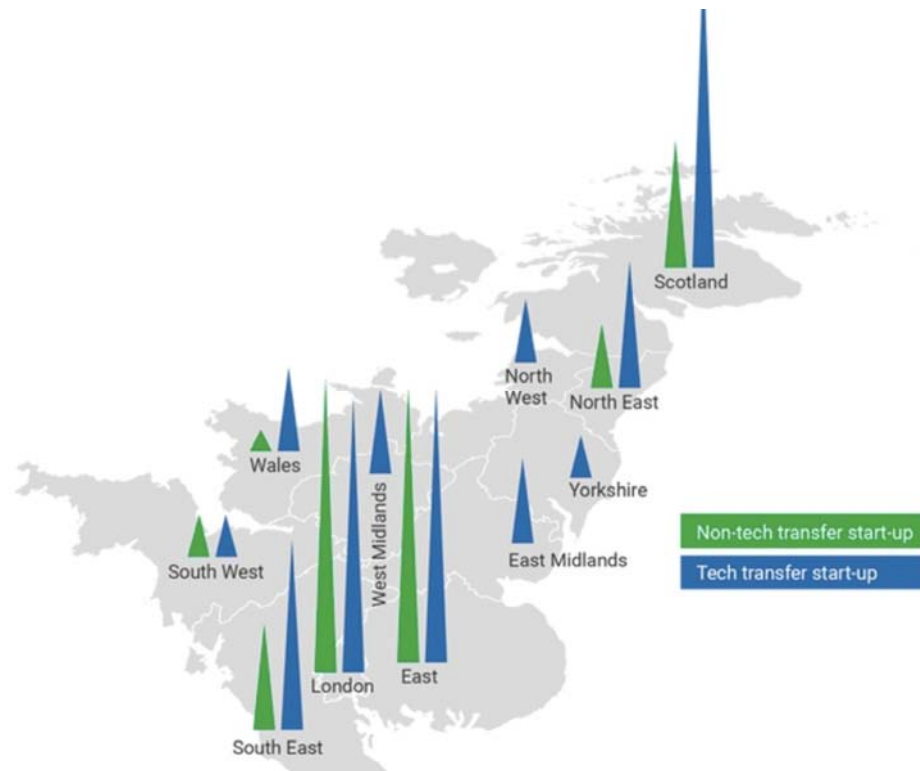 Scotland
North
West
North East
Wales
West Midlands
Yorkshire
Non-tech transfer start-up
East Midlands
South West
Tech transfer start-up
London
East
South East